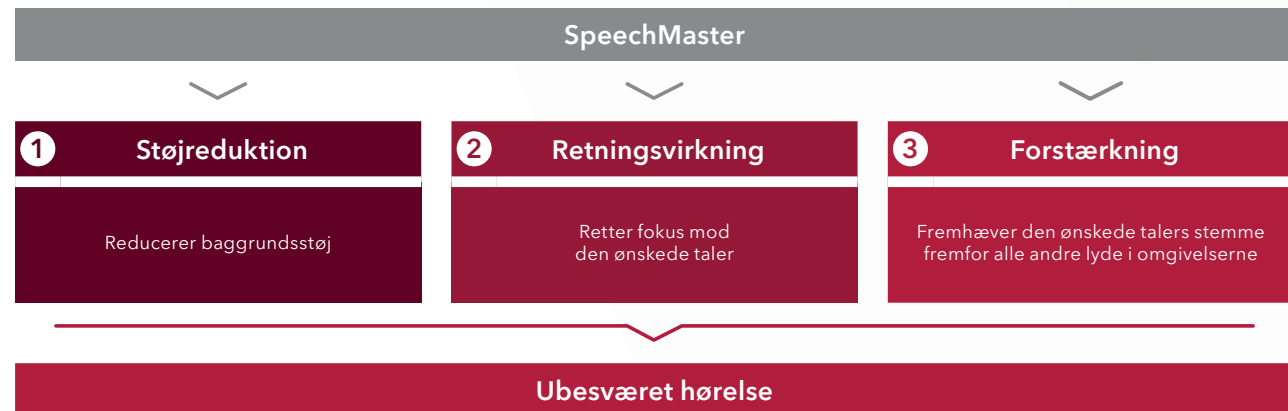 SpeechMaster
1 Støjreduktion
Reducerer baggrundsstøj
2 Retningsvirkning
Retter fokus mod
den ønskede taler
3 Forstærkning
Fremhæver den ønskede talers stemme
fremfor alle andre lyde i omgivelserne
Ubesværet hørelse